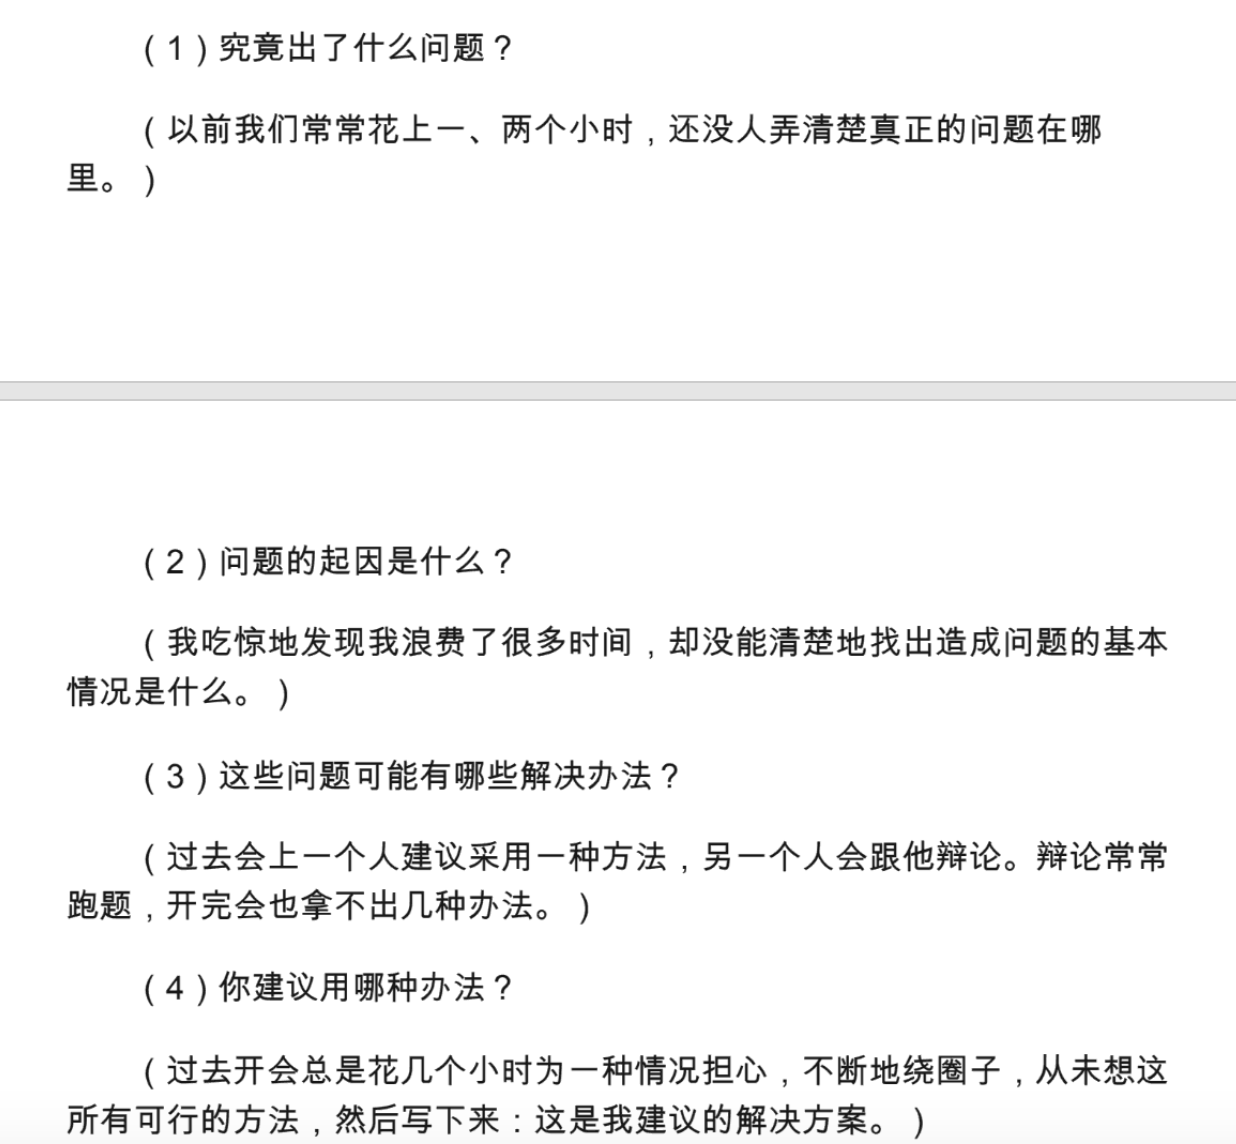 （1）究竟出了什么问题？
（以前我们常常花上一、两个小时，还没人弄清楚真正的问题在哪
里。）
（2）问题的起因是什么？
（我吃惊地发现我浪费了很多时间，却没能清楚地找出造成问题的基本
情况是什么。）
（3）这些问题可能有哪些解决办法？
（过去会上一个人建议采用一种方法，另一个人会跟他辩论。辩论常常
跑题，开完会也拿不出几种办法。）
（4）你建议用哪种办法？
（过去开会总是花几个小时为一种情况担心，不断地绕圈子，从未想这
所有可行的方法，然后写下来：这是我建议的解决方案。）